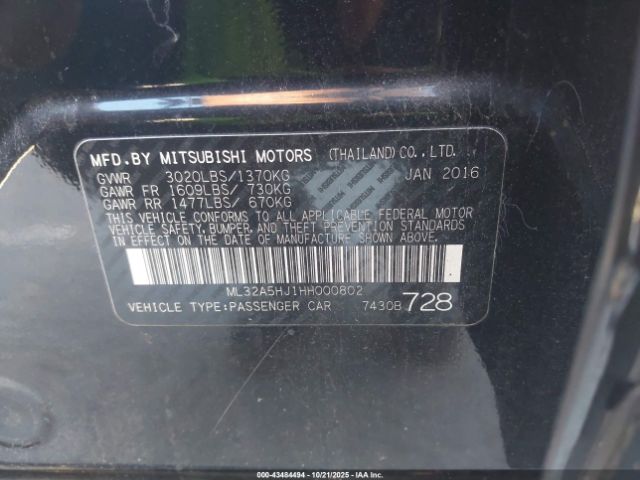 MFD.BY MITSUBISHI MOTORS (THAILAND)CO.,LTD.
GVWR 3020LBS/1370KG JAN 2016
GAWR FR 1609LBS/ 730KG
GAWR RR 1477LBS/ 670KG
THIS VEHICLE CONFORMS TO ALL APPLICABLE FEDERAL MOTOR
VEHICLE SAFETY, BUMPER, AND THEFT PREVENTION STANDARDS
IN EFFECT ON THE DATE OF MANUFACTURE SHOWN ABOVE.
ML32A5HJ1HH000802
VEHICLE TYPE:PASSENGER CAR 7430B 728
000-43484494 - 10/21/2025 - IAA Holdings, LLC